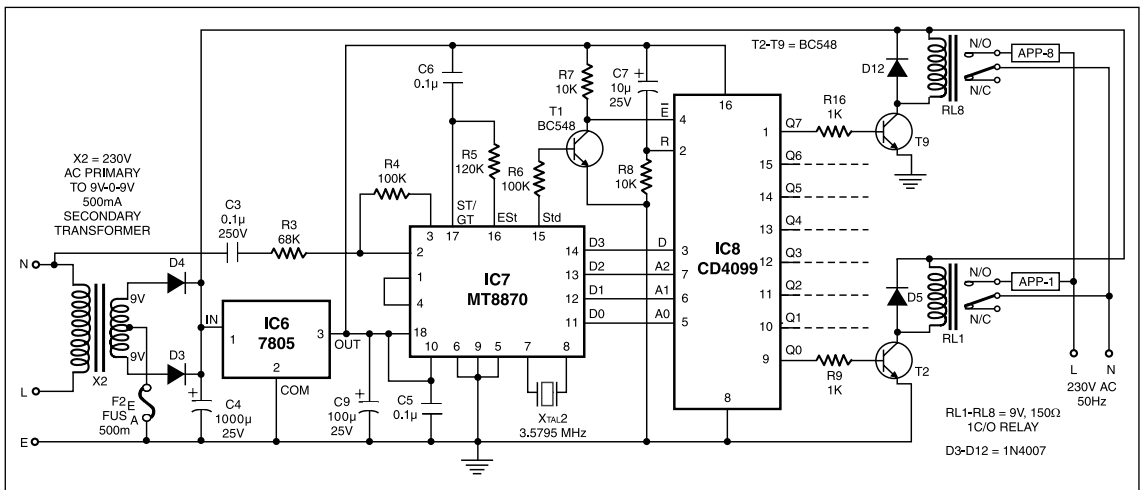 T2-T9 = BC548
N/O
APP-8
N/C
RL8
D12
R16
1K
T9
C6
0.1µ
R7
10K
C7
10µ
25V
+
T1
BC548
R8
10K
R6
100K
R5
120K
R4
100K
X2 = 230V
AC PRIMARY
TO 9V-0-9V
500mA
SECONDARY
TRANSFORMER
C3
0.1µ
250V
R3
68K
N
L
E
X2
9V
9V
D4
D3
F2
FUSE
500mA
C4
1000µ
25V
+
IN
1
IC6
7805
3
OUT
2
COM
C9
100µ
25V
+
C5
0.1µ
ST/
GT
ESt
Std
3
17
16
15
2
1
4
18
10
6
9
5
7
8
14
13
12
11
IC7
MT8870
XTAL2
3.5795 MHz
D3
D2
D1
D0
D
A2
A1
A0
E
R
4
2
3
7
6
5
16
8
IC8
CD4099
1
15
14
13
12
11
10
9
Q7
Q6
Q5
Q4
Q3
Q2
Q1
Q0
R9
1K
T2
D5
RL1
N/O
APP-1
N/C
L
N
230V AC
50Hz
RL1-RL8 = 9V, 150Ω
1C/O RELAY
D3-D12 = 1N4007